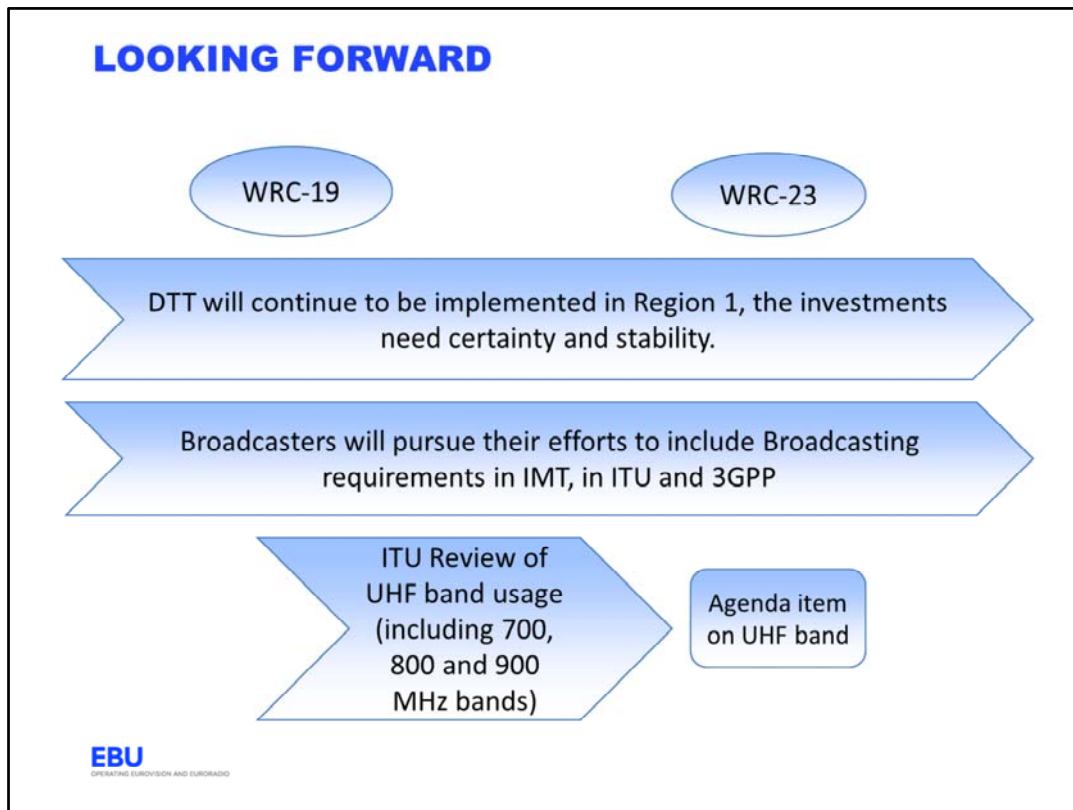 LOOKING FORWARD
WRC-19
WRC-23
DTT will continue to be implemented in Region 1, the investments
need certainty and stability.
Broadcasters will pursue their efforts to include Broadcasting
requirements in IMT, in ITU and 3GPP
ITU Review of
UHF band usage
(including 700,
800 and 900
MHz bands)
Agenda item
on UHF band
EBU
OPERATING EUROVISION AND EURORADIO